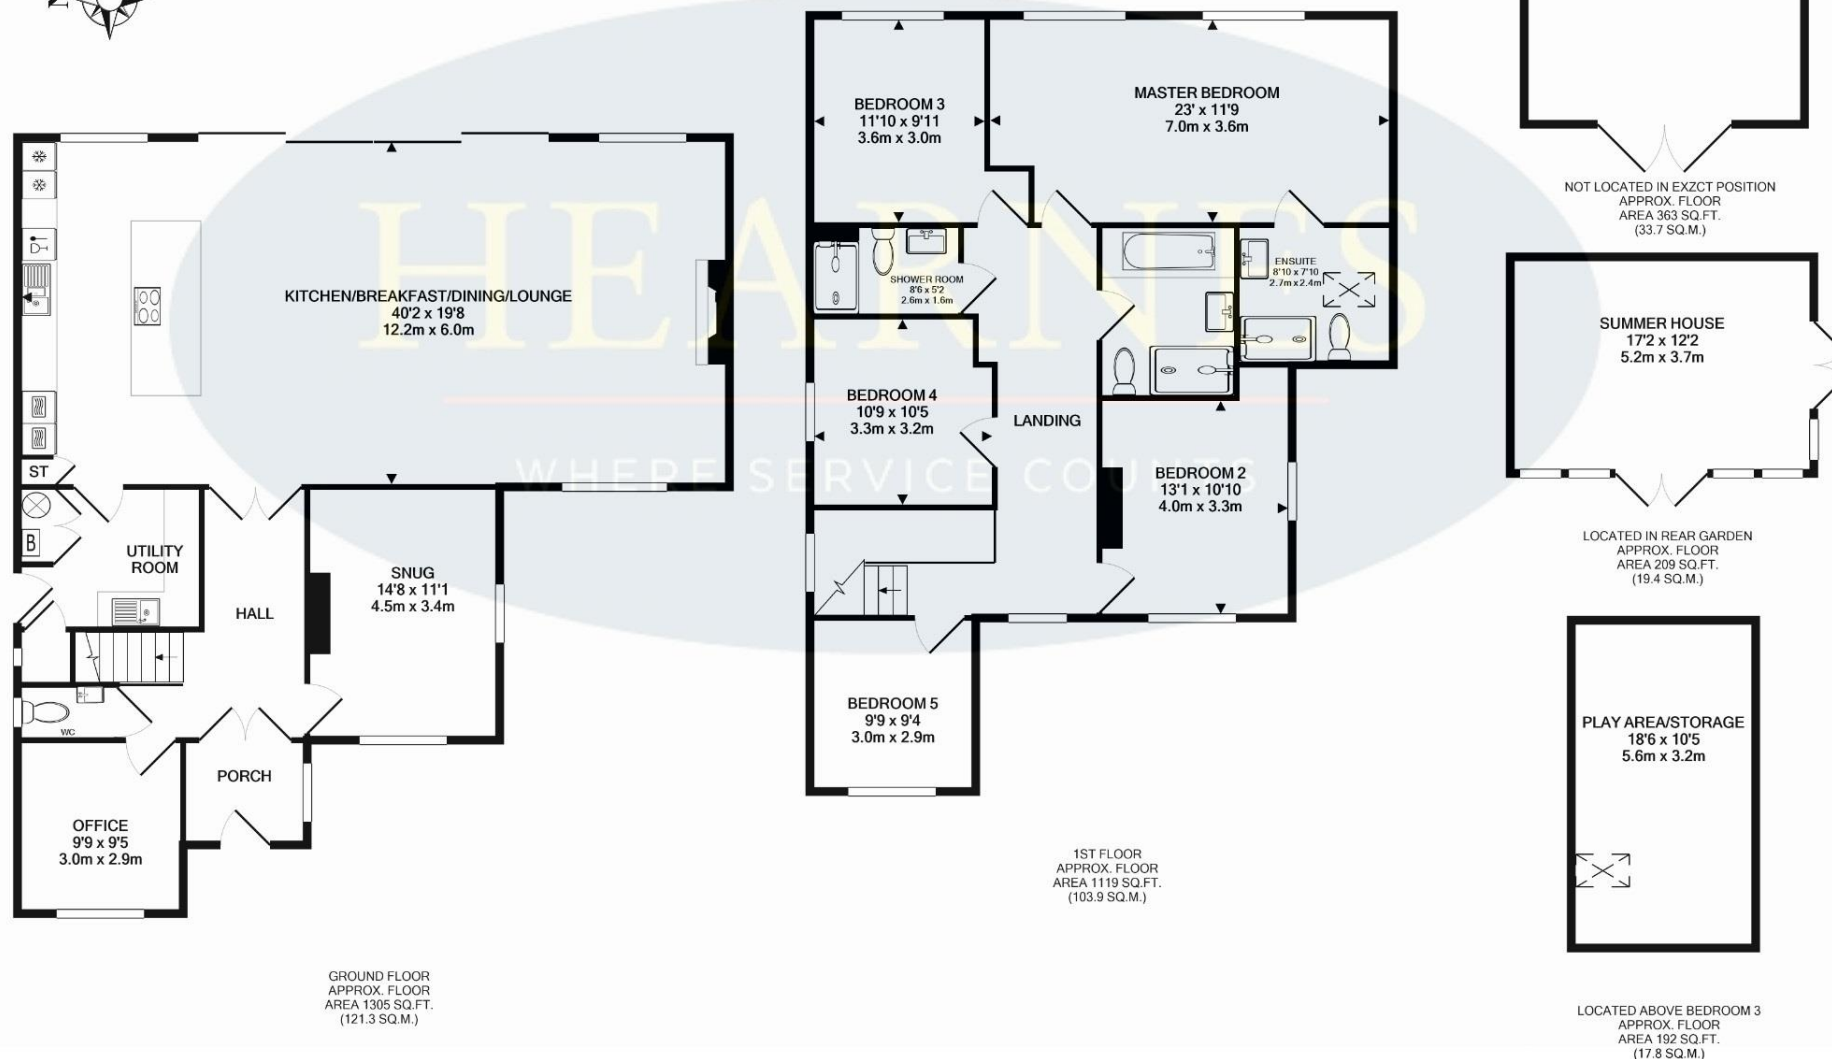 KITCHEN/BREAKFAST/DINING/LOUNGE
40'2 x 19'8
12.2m x 6.0m
ST
B
UTILITY
ROOM
HALL
SNUG
14'8 x 11'1
4.5m x 3.4m
WC
PORCH
OFFICE
9'9 x 9'5
3.0m x 2.9m
GROUND FLOOR
APPROX. FLOOR
AREA 1305 SQ.FT.
(121.3 SQ.M.)
BEDROOM 3
11'10 x 9'11
3.6m x 3.0m
MASTER BEDROOM
23' x 11'9
7.0m x 3.6m
SHOWER ROOM
8'6 x 5'2
2.6m x 1.6m
ENSUITE
8'10 x 7'10
2.7m x 2.4m
BEDROOM 4
10'9 x 10'5
3.3m x 3.2m
LANDING
BEDROOM 2
13'1 x 10'10
4.0m x 3.3m
BEDROOM 5
9'9 x 9'4
3.0m x 2.9m
1ST FLOOR
APPROX. FLOOR
AREA 1119 SQ.FT.
(103.9 SQ.M.)
HEARNES
WHERE SERVICE COUNTS
NOT LOCATED IN EXZCT POSITION
APPROX. FLOOR
AREA 363 SQ.FT.
(33.7 SQ.M.)
SUMMER HOUSE
17'2 x 12'2
5.2m x 3.7m
LOCATED IN REAR GARDEN
APPROX. FLOOR
AREA 209 SQ.FT.
(19.4 SQ.M.)
PLAY AREA/STORAGE
18'6 x 10'5
5.6m x 3.2m
LOCATED ABOVE BEDROOM 3
APPROX. FLOOR
AREA 192 SQ.FT.
(17.8 SQ.M.)